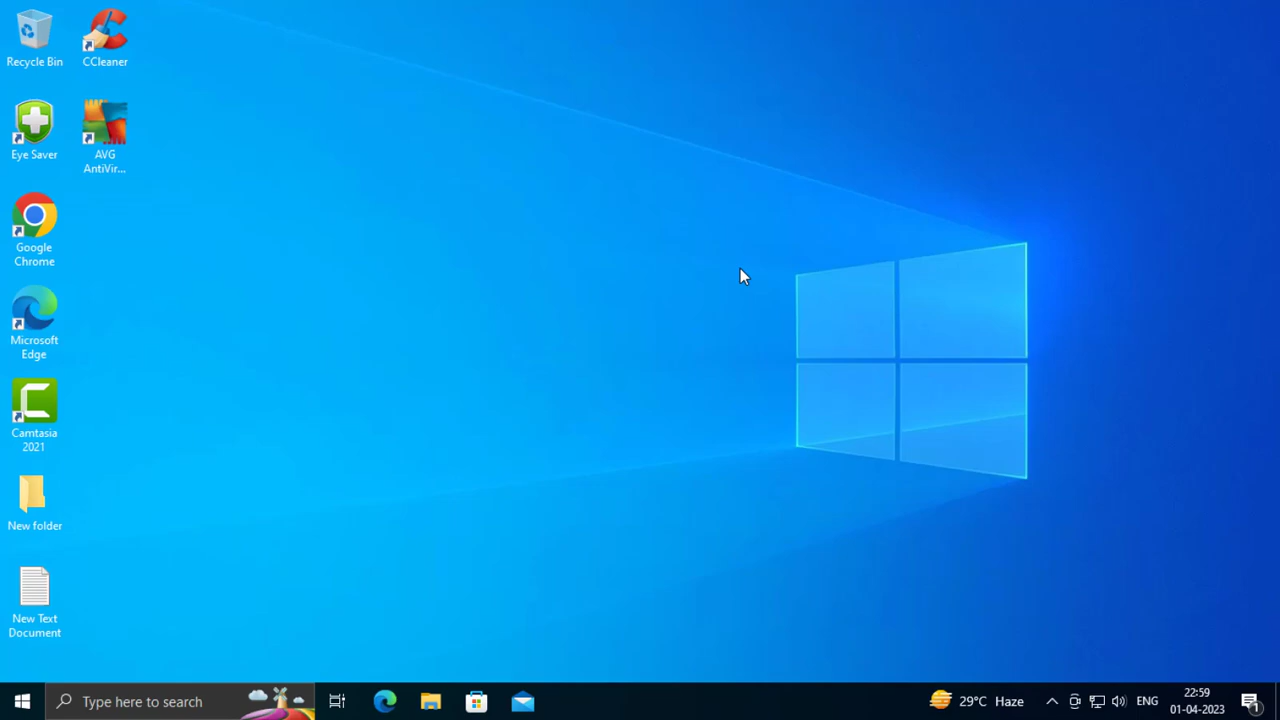 Recycle Bin
CCleaner
Eye Saver
AVG
AntiVir...
Google
Chrome
Microsoft
Edge
Camtasia
2021
New folder
New Text
Document
Type here to search
29°C Haze
ENG
22:59
01-04-2023
1